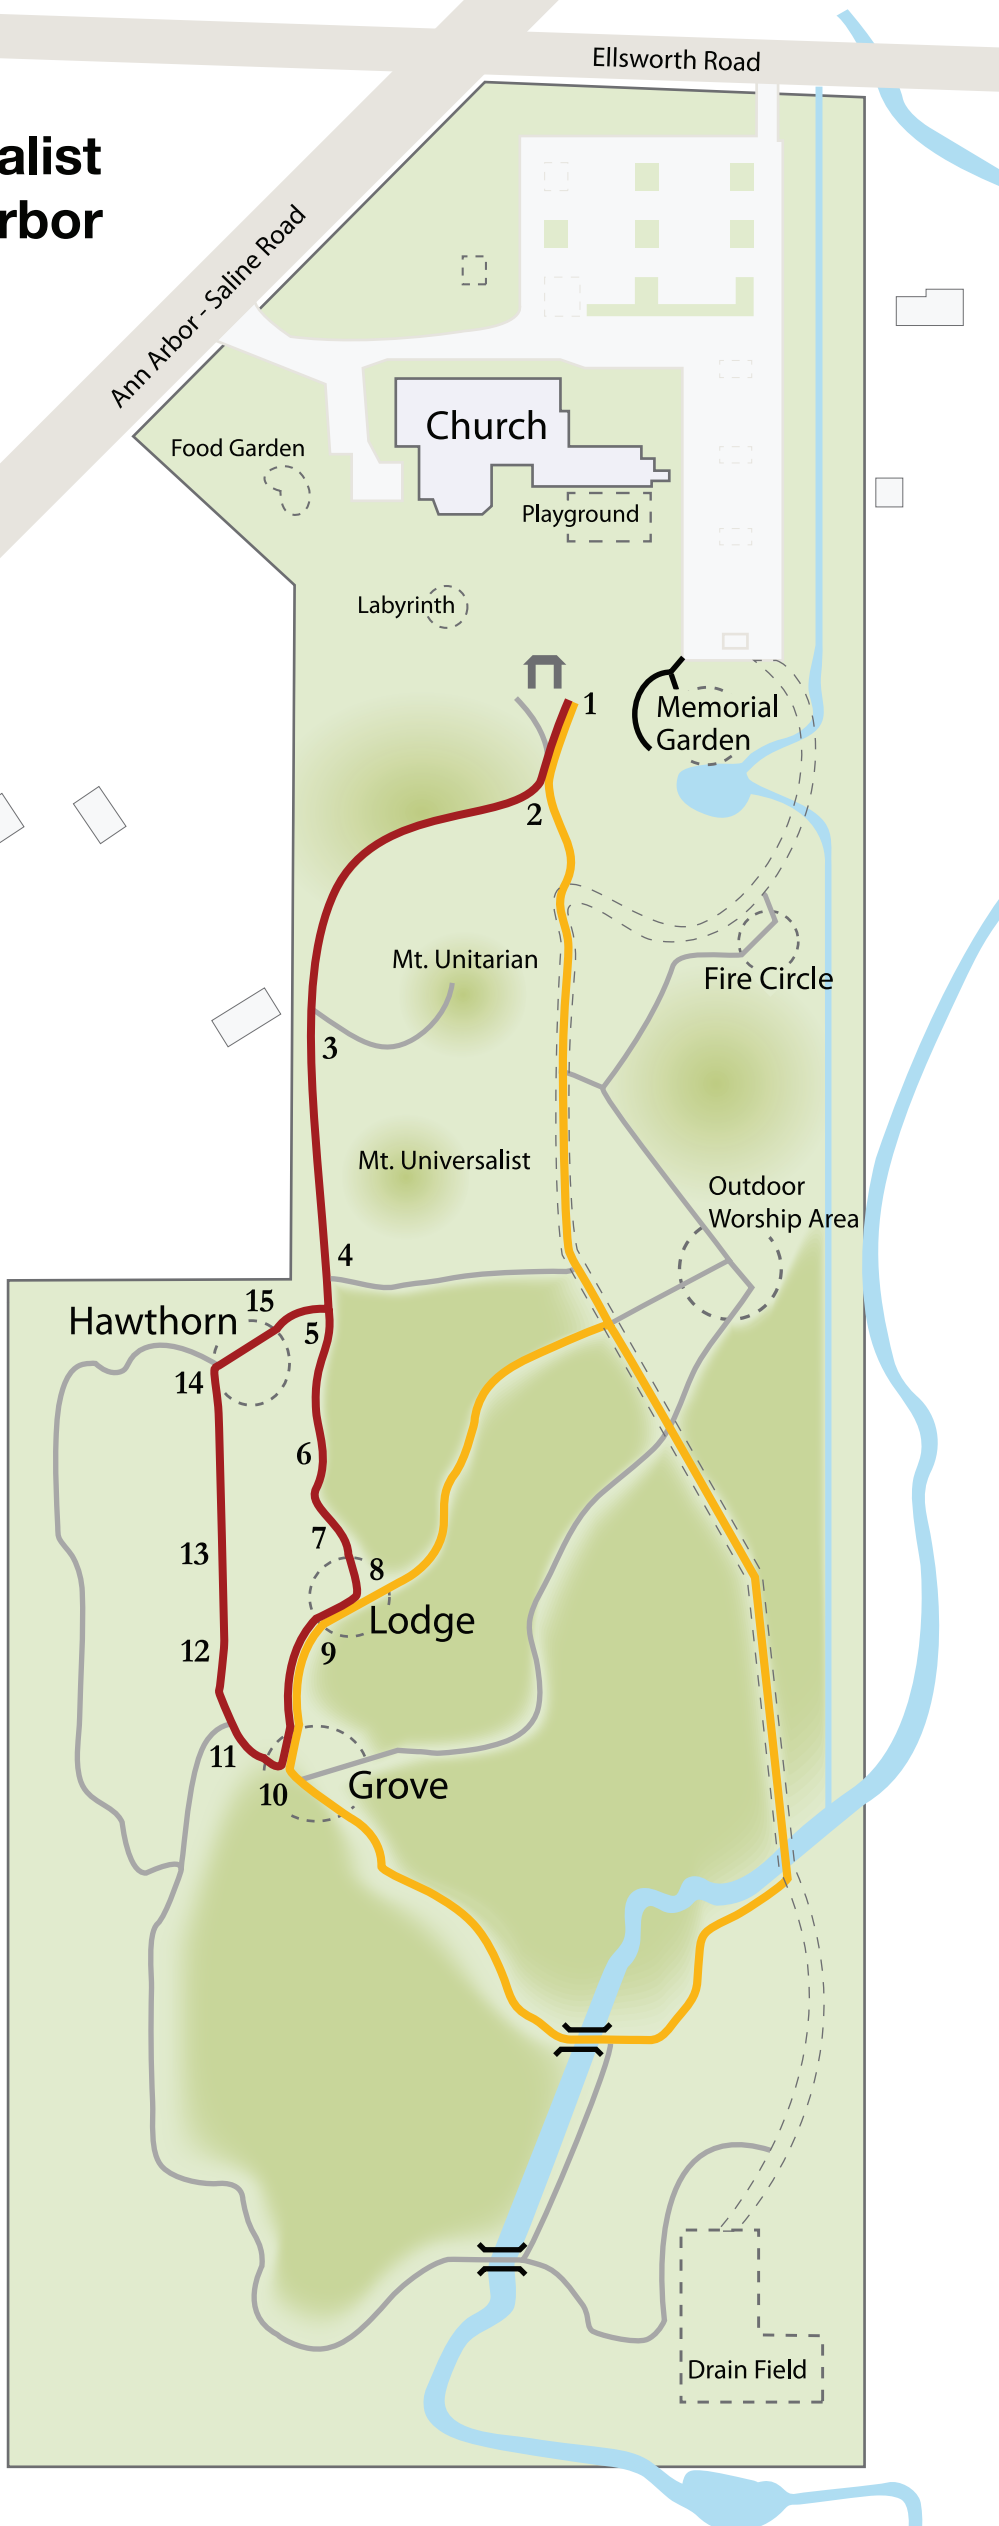 Ellsworth Road
alist
rbor
Ann Arbor - Saline Road
Church
Food Garden
Playground
Labyrinth
1
Memorial
Garden
2
Mt. Unitarian
Fire Circle
3
Mt. Universalist
Outdoor
Worship Area
4
15
Hawthorn
5
14
6
7
13
8
Lodge
12
9
11
Grove
10
Drain Field